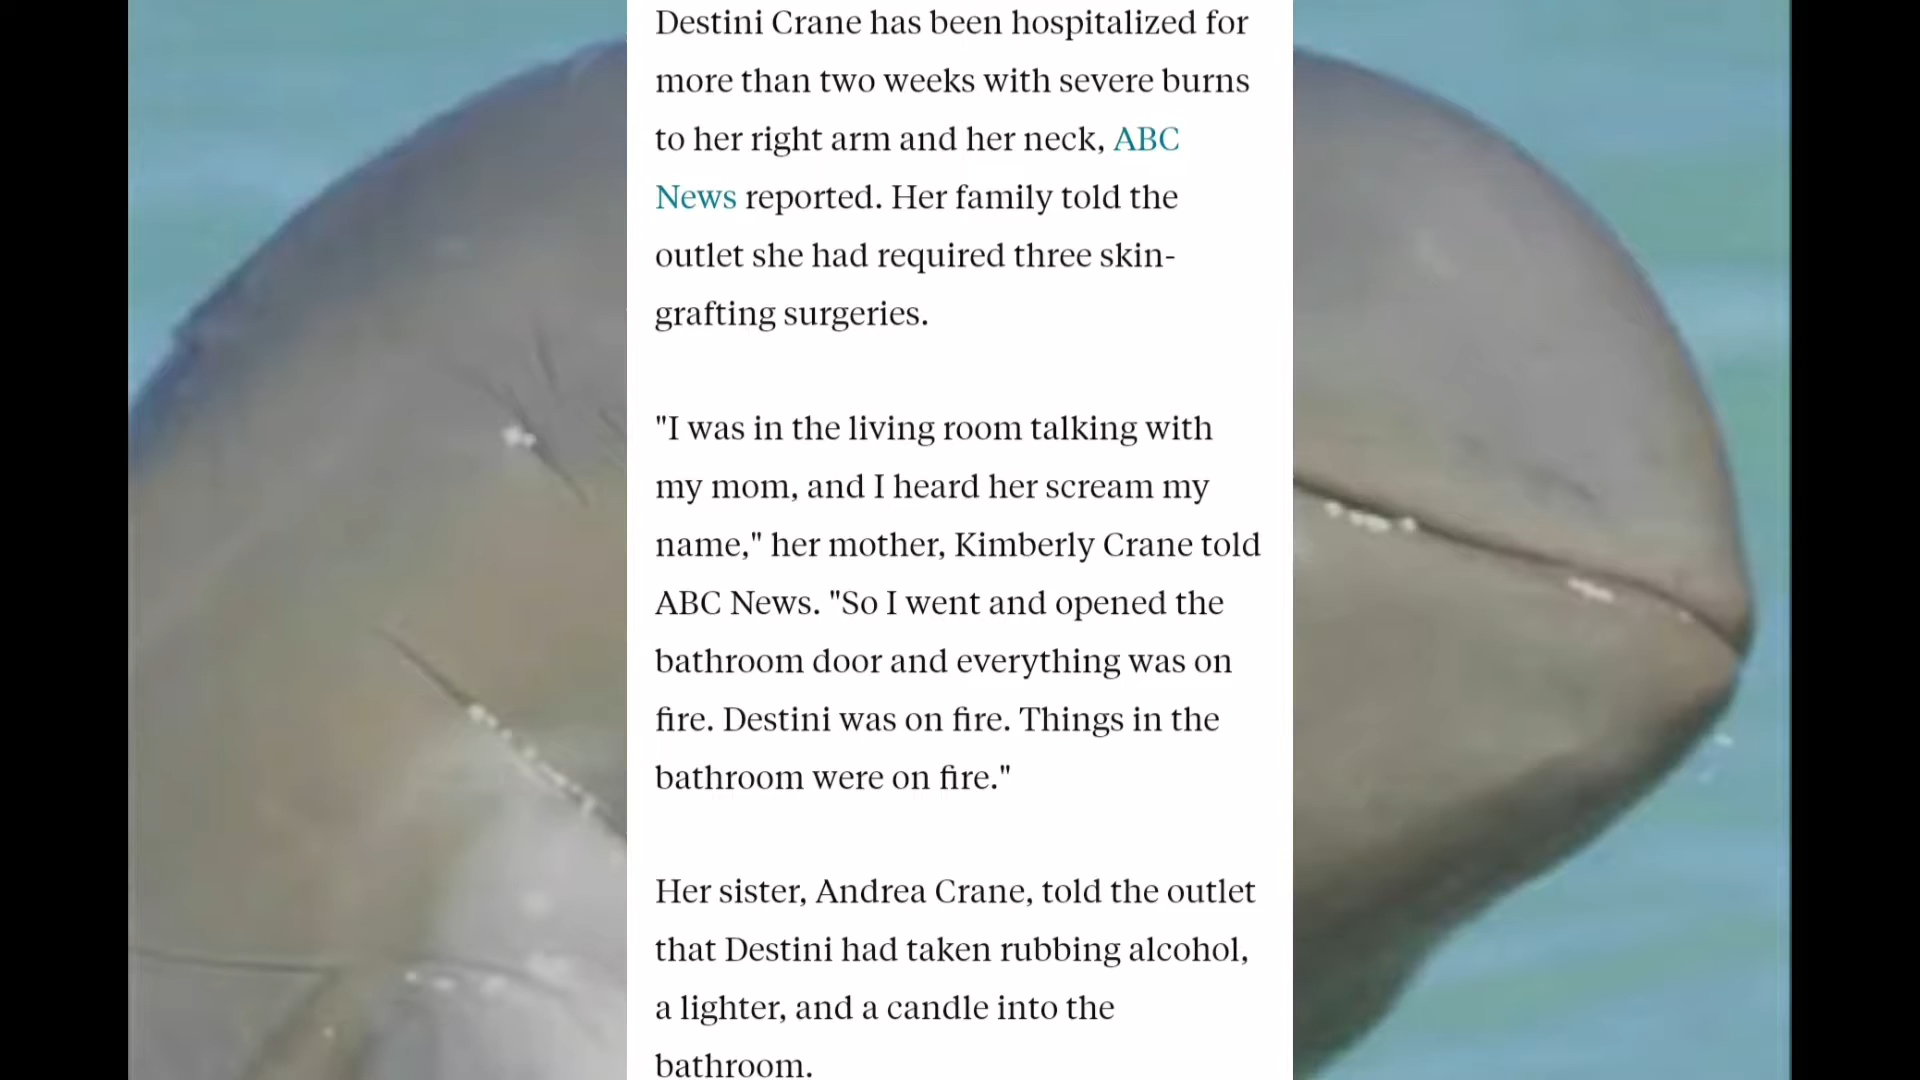 Destini Crane has been hospitalized for
more than two weeks with severe burns
to her right arm and her neck, ABC
News reported. Her family told the
outlet she had required three skin-
grafting surgeries.
"I was in the living room talking with
my mom, and I heard her scream my
name," her mother, Kimberly Crane told
ABC News. "So I went and opened the
bathroom door and everything was on
fire. Destini was on fire. Things in the
bathroom were on fire."
Her sister, Andrea Crane, told the outlet
that Destini had taken rubbing alcohol,
a lighter, and a candle into the
bathroom.